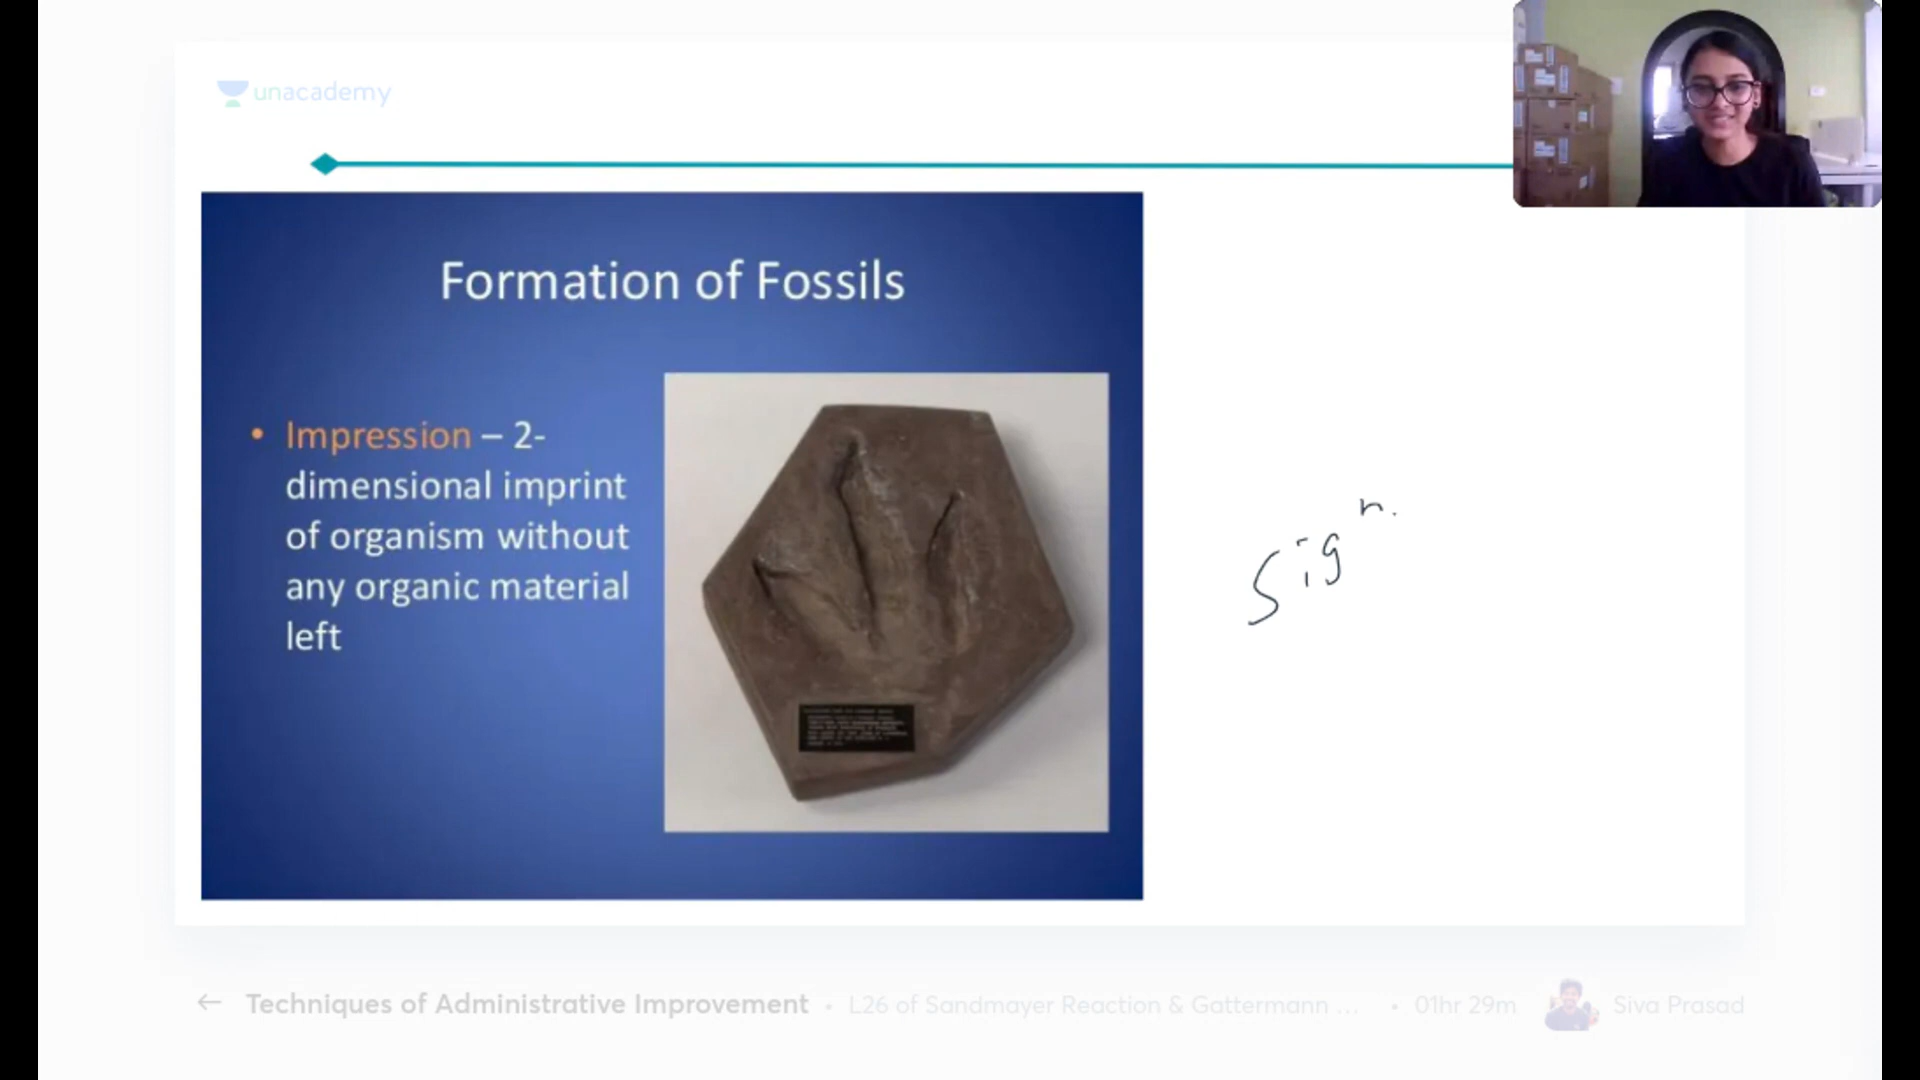 unacademy
Formation of Fossils
• Impression – 2-
dimensional imprint
of organism without
any organic material
left
Sign.
← Techniques of Administrative Improvement • L26 of Sandmayer Reaction & Gattermann ... • 01hr 29m Siva Prasad